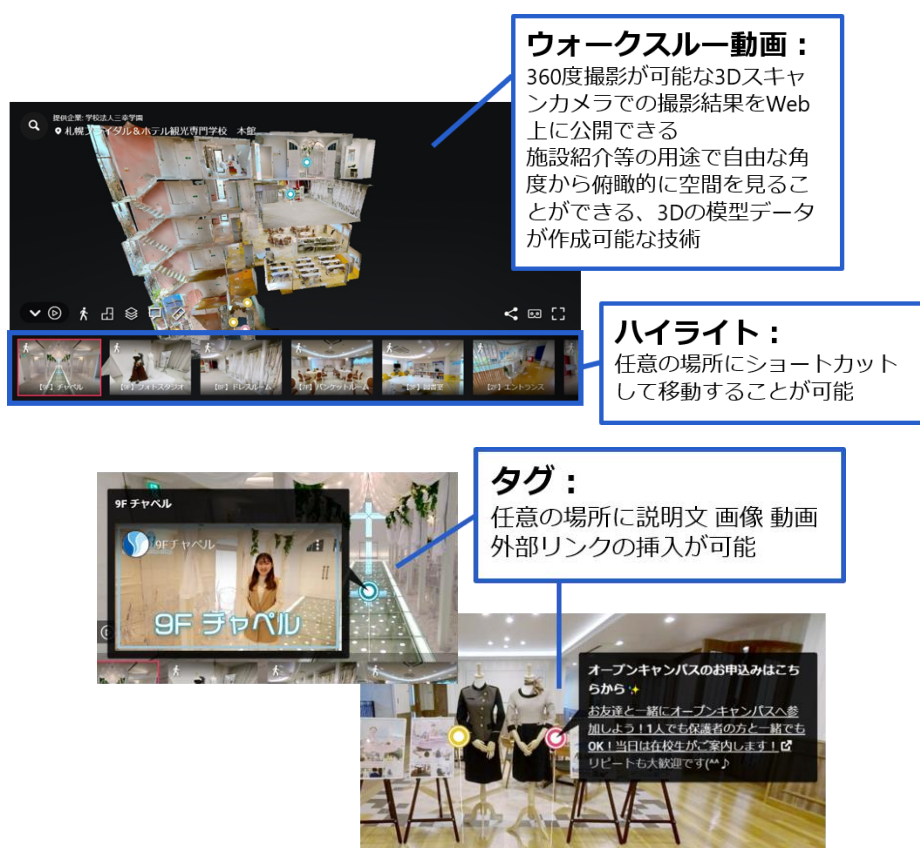 ウォークスルー動画：
360度撮影が可能な3Dスキャ
ンカメラでの撮影結果をWeb
上に公開できる
施設紹介等の用途で自由な角
度から俯瞰的に空間を見るこ
とができる、3Dの模型データ
が作成可能な技術
提供企業: 学校法人三幸学園
札幌ブライダル＆ホテル観光専門学校 本館
ハイライト：
任意の場所にショートカット
して移動することが可能
【9F】チャペル
【9F】フォトスタジオ
【8F】ドレスルーム
【7F】バンケットルーム
【2F】エントランス
タグ：
任意の場所に説明文 画像 動画
外部リンクの挿入が可能
9F チャペル
9Fチャペル
9F チャペル
オープンキャンパスのお申込みはこち
らから✨
お友達と一緒にオープンキャンパスへ参
加しよう！1人でも保護者の方と一緒でも
OK！当日は在校生がご案内します！
リピートも大歓迎です(^^♪